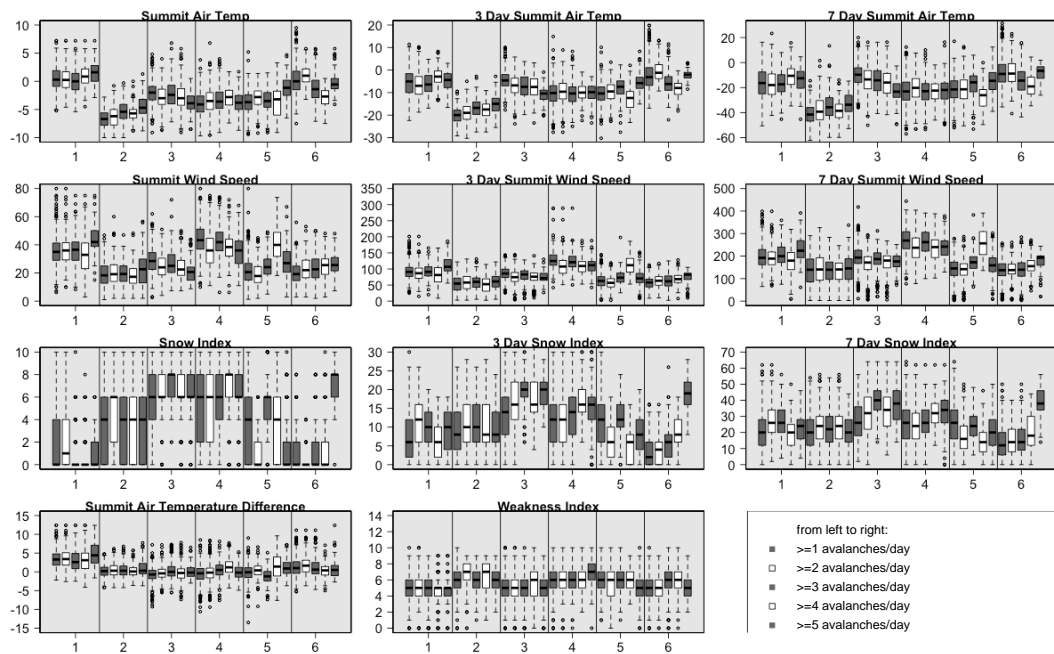 Summit Air Temp
3 Day Summit Air Temp
7 Day Summit Air Temp
10
5
0
-5
-10
20
10
0
-10
-20
-30
20
0
-20
-40
-60
1 2 3 4 5 6
1 2 3 4 5 6
1 2 3 4 5 6
Summit Wind Speed
3 Day Summit Wind Speed
7 Day Summit Wind Speed
80
60
40
20
0
350
300
250
200
150
100
50
0
500
400
300
200
100
0
1 2 3 4 5 6
1 2 3 4 5 6
1 2 3 4 5 6
Snow Index
3 Day Snow Index
7 Day Snow Index
10
8
6
4
2
0
30
25
20
15
10
5
0
70
60
50
40
30
20
10
0
1 2 3 4 5 6
1 2 3 4 5 6
1 2 3 4 5 6
Summit Air Temperature Difference
Weakness Index
15
10
5
0
-5
-10
-15
14
12
10
8
6
4
2
0
1 2 3 4 5 6
1 2 3 4 5 6
from left to right:
>=1 avalanches/day
>=2 avalanches/day
>=3 avalanches/day
>=4 avalanches/day
>=5 avalanches/day